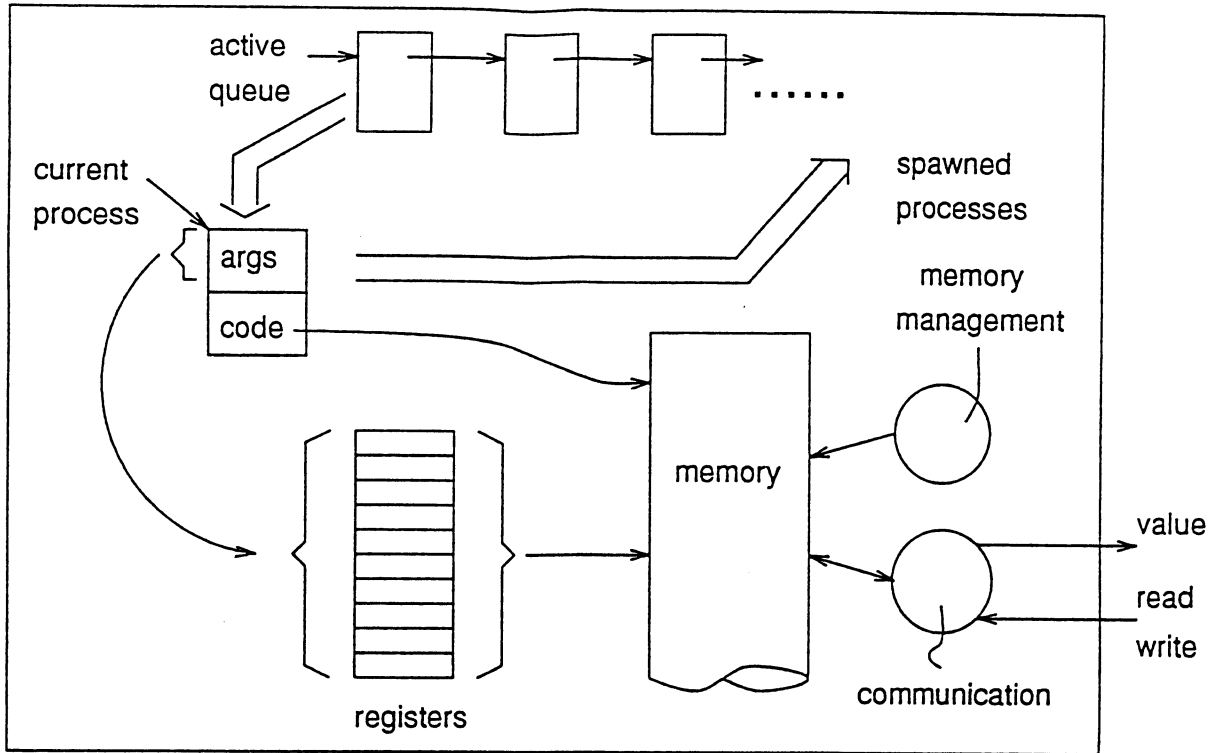 active
queue
current
process
spawned
processes
args
code
memory
management
memory
value
read
write
communication
registers